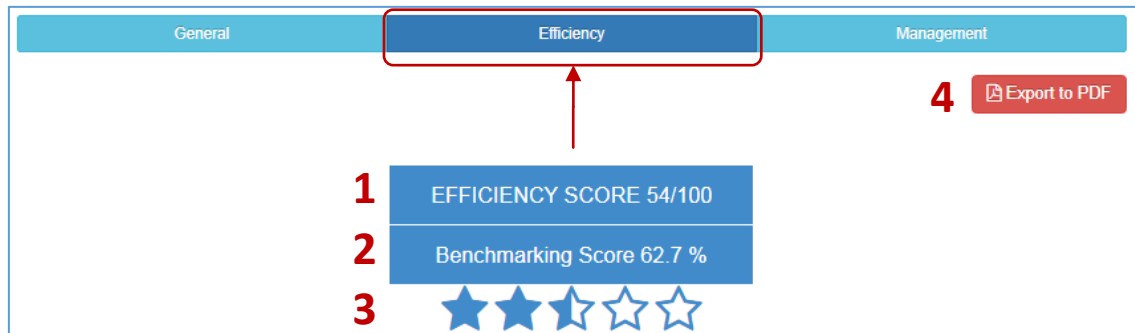 General Efficiency Management
4 Export to PDF
1 EFFICIENCY SCORE 54/100
2 Benchmarking Score 62.7 %
3